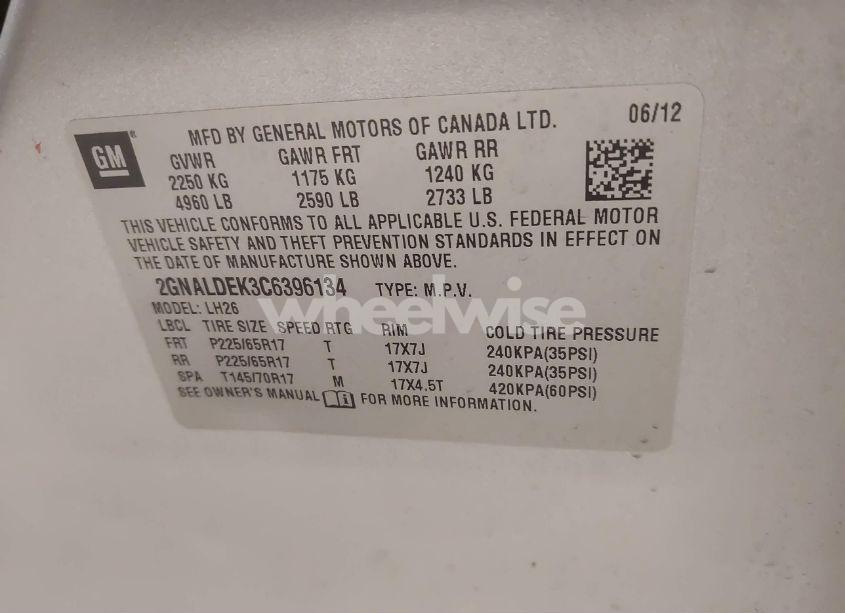 06/12
GM
MFD BY GENERAL MOTORS OF CANADA LTD.
GVWR GAWR FRT GAWR RR
2250 KG 1175 KG 1240 KG
4960 LB 2590 LB 2733 LB
THIS VEHICLE CONFORMS TO ALL APPLICABLE U.S. FEDERAL MOTOR
VEHICLE SAFETY AND THEFT PREVENTION STANDARDS IN EFFECT ON
THE DATE OF MANUFACTURE SHOWN ABOVE.
2GNALDEK3C6396134 TYPE: M.P.V.
wheelwise
MODEL: LH26
LBCL TIRE SIZE SPEED RTG RIM COLD TIRE PRESSURE
FRT P225/65R17 T 17X7J 240KPA(35PSI)
RR P225/65R17 T 17X7J 240KPA(35PSI)
SPA T145/70R17 M 17X4.5T 420KPA(60PSI)
SEE OWNER'S MANUAL i FOR MORE INFORMATION.